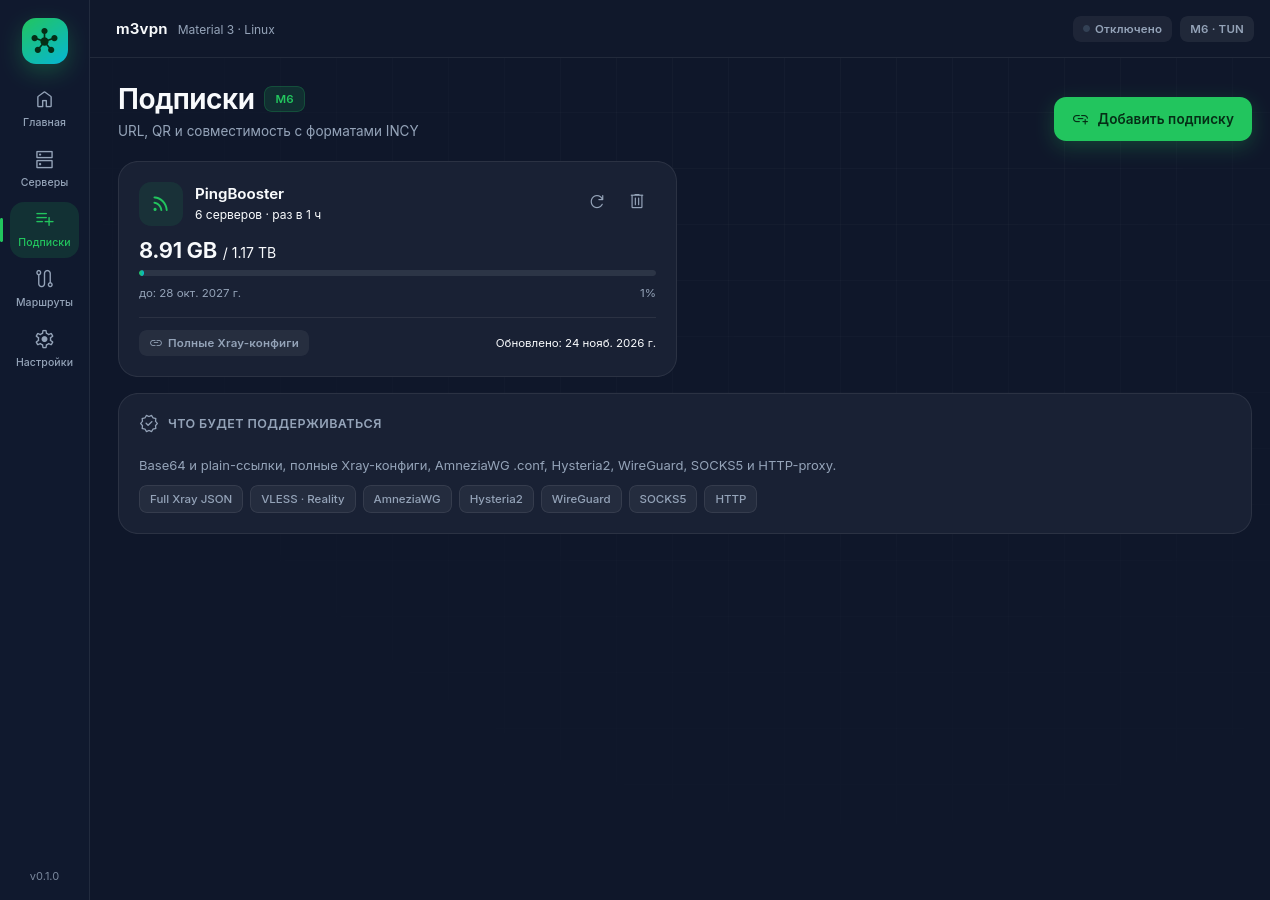 m3vpn Material 3 · Linux
Отключено
M6 · TUN
Главная
Серверы
Подписки
Маршруты
Настройки
v0.1.0
Подписки M6
URL, QR и совместимость с форматами INCY
Добавить подписку
PingBooster
6 серверов · раз в 1 ч
8.91 GB / 1.17 TB
до: 28 окт. 2027 г. 1%
Полные Xray-конфиги Обновлено: 24 нояб. 2026 г.
ЧТО БУДЕТ ПОДДЕРЖИВАТЬСЯ
Base64 и plain-ссылки, полные Xray-конфиги, AmneziaWG .conf, Hysteria2, WireGuard, SOCKS5 и HTTP-proxy.
Full Xray JSON VLESS · Reality AmneziaWG Hysteria2 WireGuard SOCKS5 HTTP